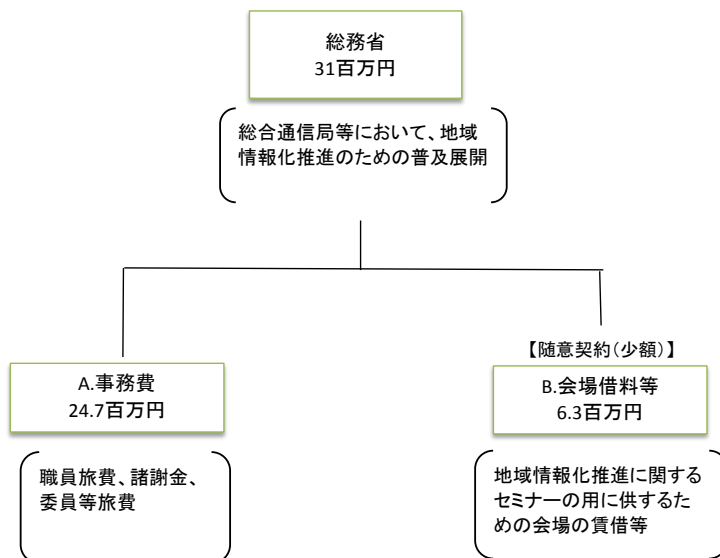 総務省
31百万円
総合通信局等において、地域
情報化推進のための普及展開
A.事務費
24.7百万円
職員旅費、諸謝金、
委員等旅費
【随意契約(少額)】
B.会場借料等
6.3百万円
地域情報化推進に関する
セミナーの用に供するた
めの会場の賃借等